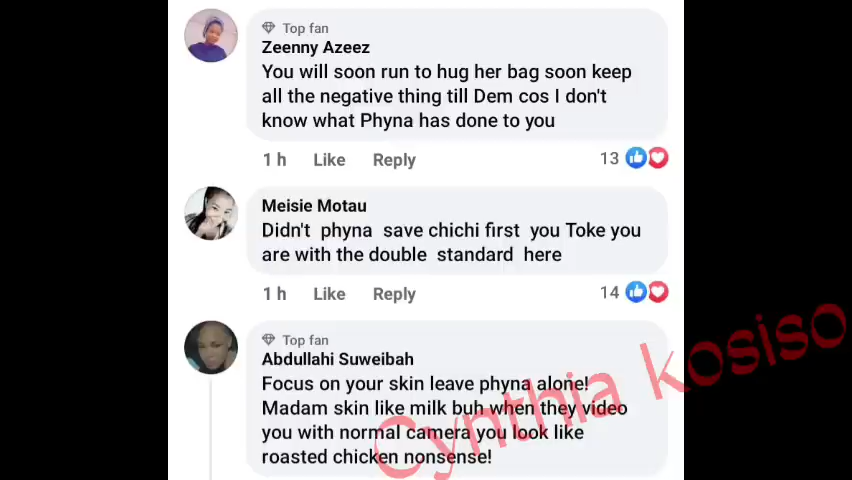 Top fan
Zeenny Azeez
You will soon run to hug her bag soon keep
all the negative thing till Dem cos I don't
know what Phyna has done to you
1 h Like Reply 13
Meisie Motau
Didn't phyna save chichi first you Toke you
are with the double standard here
1 h Like Reply 14
Top fan
Abdullahi Suweibah
Focus on your skin leave phyna alone!
Madam skin like milk buh when they video
you with normal camera you look like
roasted chicken nonsense!
Cynthia kosiso